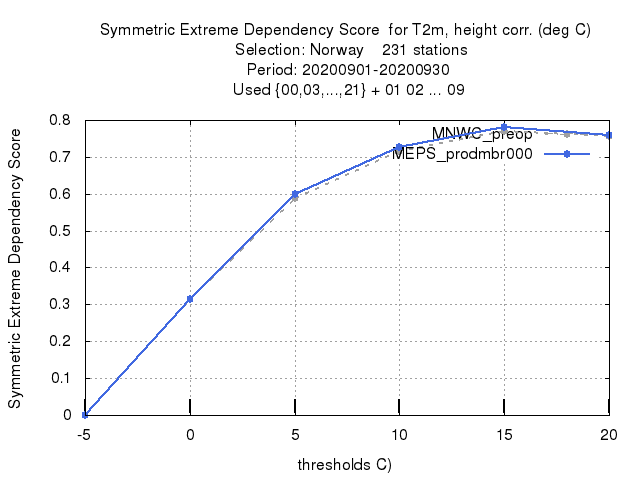 Symmetric Extreme Dependency Score  for T2m, height corr. (deg C)
Selection: Norway    231 stations
Period: 20200901-20200930
Used {00,03,...,21} + 01 02 ... 09
Symmetric Extreme Dependency Score
0.8
0.7
0.6
0.5
0.4
0.3
0.2
0.1
0
MNWC_preop
MEPS_prodmbr000
-5 0 5 10 15 20
thresholds C)